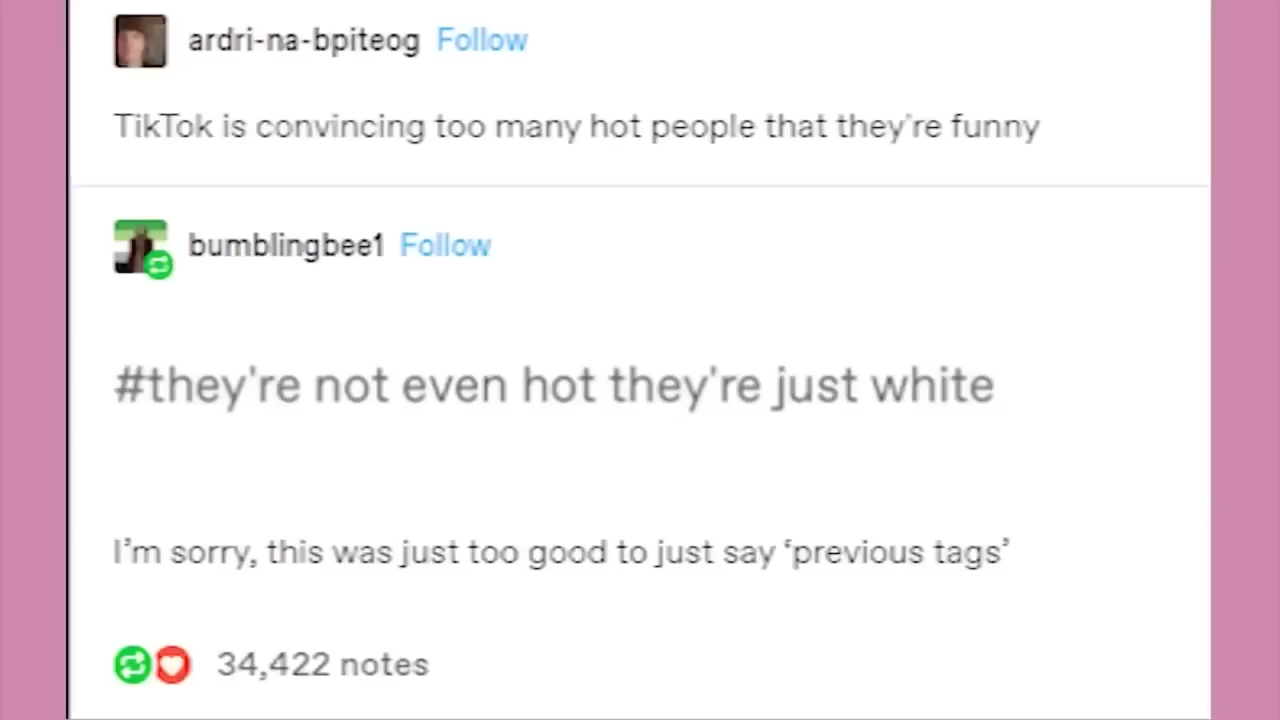 ardri-na-bpiteog Follow
TikTok is convincing too many hot people that they're funny
bumblingbee1 Follow
#they're not even hot they're just white
I’m sorry, this was just too good to just say ‘previous tags’
34,422 notes